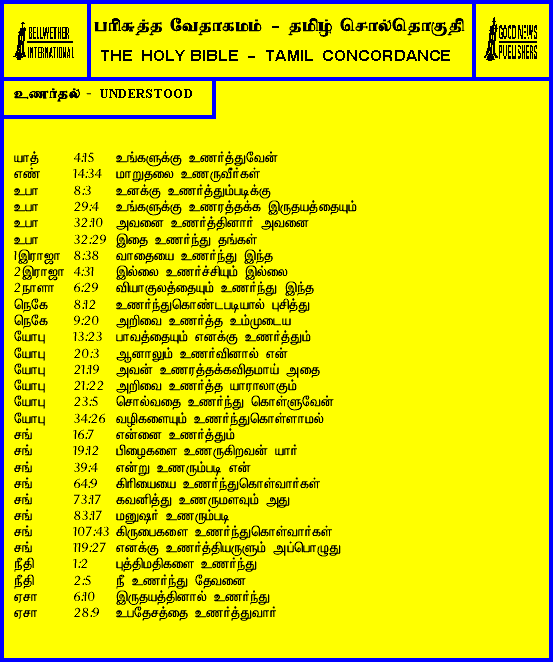 BELLWETHER
INTERNATIONAL
பரிசுத்த வேதாகமம் - தமிழ் சொல்தொகுதி
THE HOLY BIBLE - TAMIL CONCORDANCE
GOOD NEWS
PUBLISHERS
உணர்தல் - UNDERSTOOD
யாத் 4:15 உங்களுக்கு உணர்த்துவேன்
எண் 14:34 மாறுதலை உணருவீர்கள்
உபா 8:3 உனக்கு உணர்த்தும்படிக்கு
உபா 29:4 உங்களுக்கு உணரத்தக்க இருதயத்தையும்
உபா 32:10 அவனை உணர்த்தினார் அவனை
உபா 32:29 இதை உணர்ந்து தங்கள்
1இராஜா 8:38 வாதையை உணர்ந்து இந்த
2இராஜா 4:31 இல்லை உணர்ச்சியும் இல்லை
2நாளா 6:29 வியாகுலத்தையும் உணர்ந்து இந்த
நெகே 8:12 உணர்ந்துகொண்டபடியால் புசித்து
நெகே 9:20 அறிவை உணர்த்த உம்முடைய
யோபு 13:23 பாவத்தையும் எனக்கு உணர்த்தும்
யோபு 20:3 ஆனாலும் உணர்வினால் என்
யோபு 21:19 அவன் உணரத்தக்கவிதமாய் அதை
யோபு 21:22 அறிவை உணர்த்த யாராலாகும்
யோபு 23:5 சொல்வதை உணர்ந்து கொள்ளுவேன்
யோபு 34:26 வழிகளையும் உணர்ந்துகொள்ளாமல்
சங் 16:7 என்னை உணர்த்தும்
சங் 19:12 பிழைகளை உணருகிறவன் யார்
சங் 39:4 என்று உணரும்படி என்
சங் 64:9 கிரியையை உணர்ந்துகொள்வார்கள்
சங் 73:17 கவனித்து உணருமளவும் அது
சங் 83:17 மனுஷர் உணரும்படி
சங் 107:43 கிருபைகளை உணர்ந்துகொள்வார்கள்
சங் 119:27 எனக்கு உணர்த்தியருளும் அப்பொழுது
நீதி 1:2 புத்திமதிகளை உணர்ந்து
நீதி 2:5 நீ உணர்ந்து தேவனை
ஏசா 6:10 இருதயத்தினால் உணர்ந்து
ஏசா 28:9 உபதேசத்தை உணர்த்துவார்